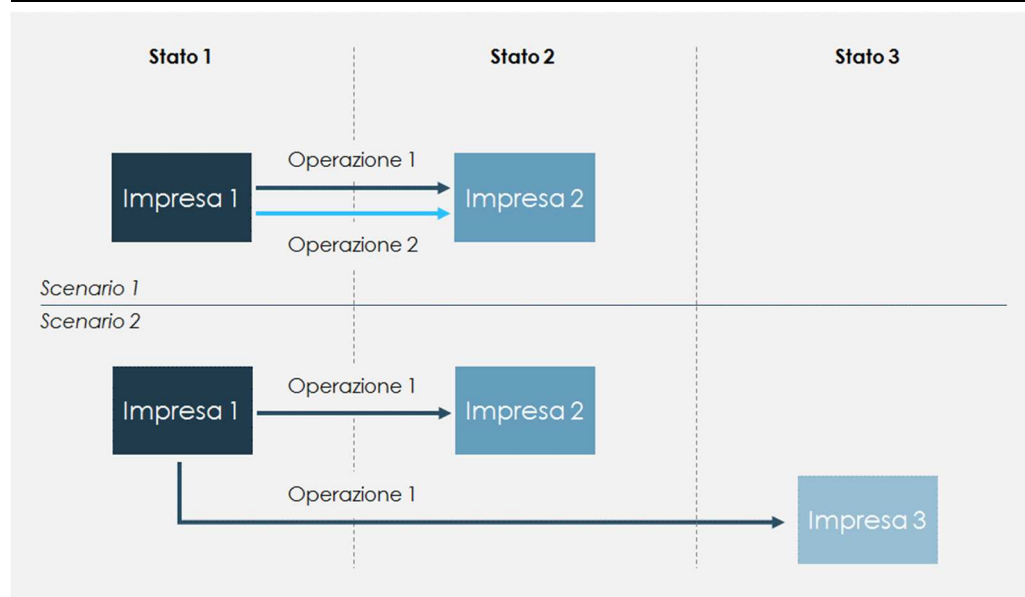 Stato 1 Stato 2 Stato 3
Operazione 1
Impresa 1 Impresa 2
Operazione 2
Scenario 1
Scenario 2
Operazione 1
Impresa 1 Impresa 2
Operazione 1
Impresa 3